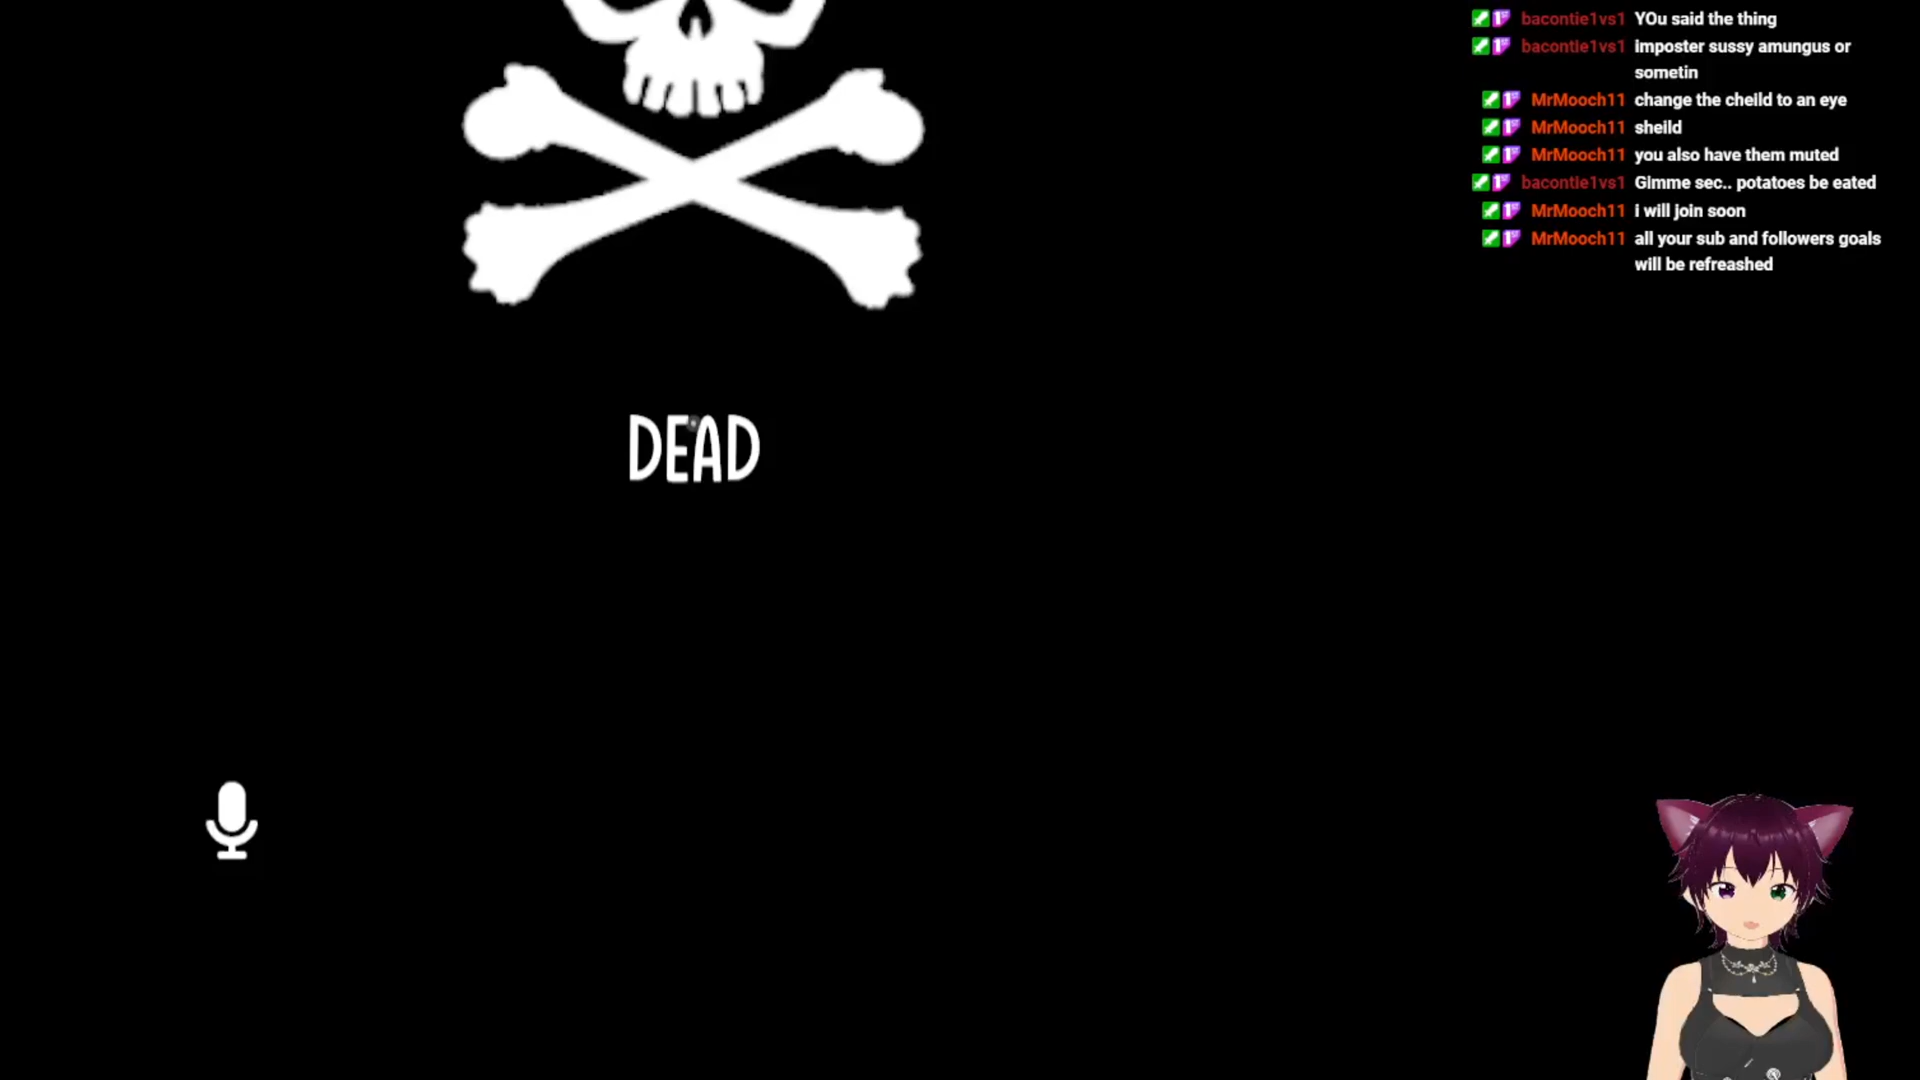 bacontie1vs1 YOu said the thing
bacontie1vs1 imposter sussy amungus or
sometin
MrMooch11 change the cheild to an eye
MrMooch11 sheild
MrMooch11 you also have them muted
bacontie1vs1 GImme sec.. potatoes be eated
MrMooch11 i will join soon
MrMooch11 all your sub and followers goals
will be refreashed
DEAD